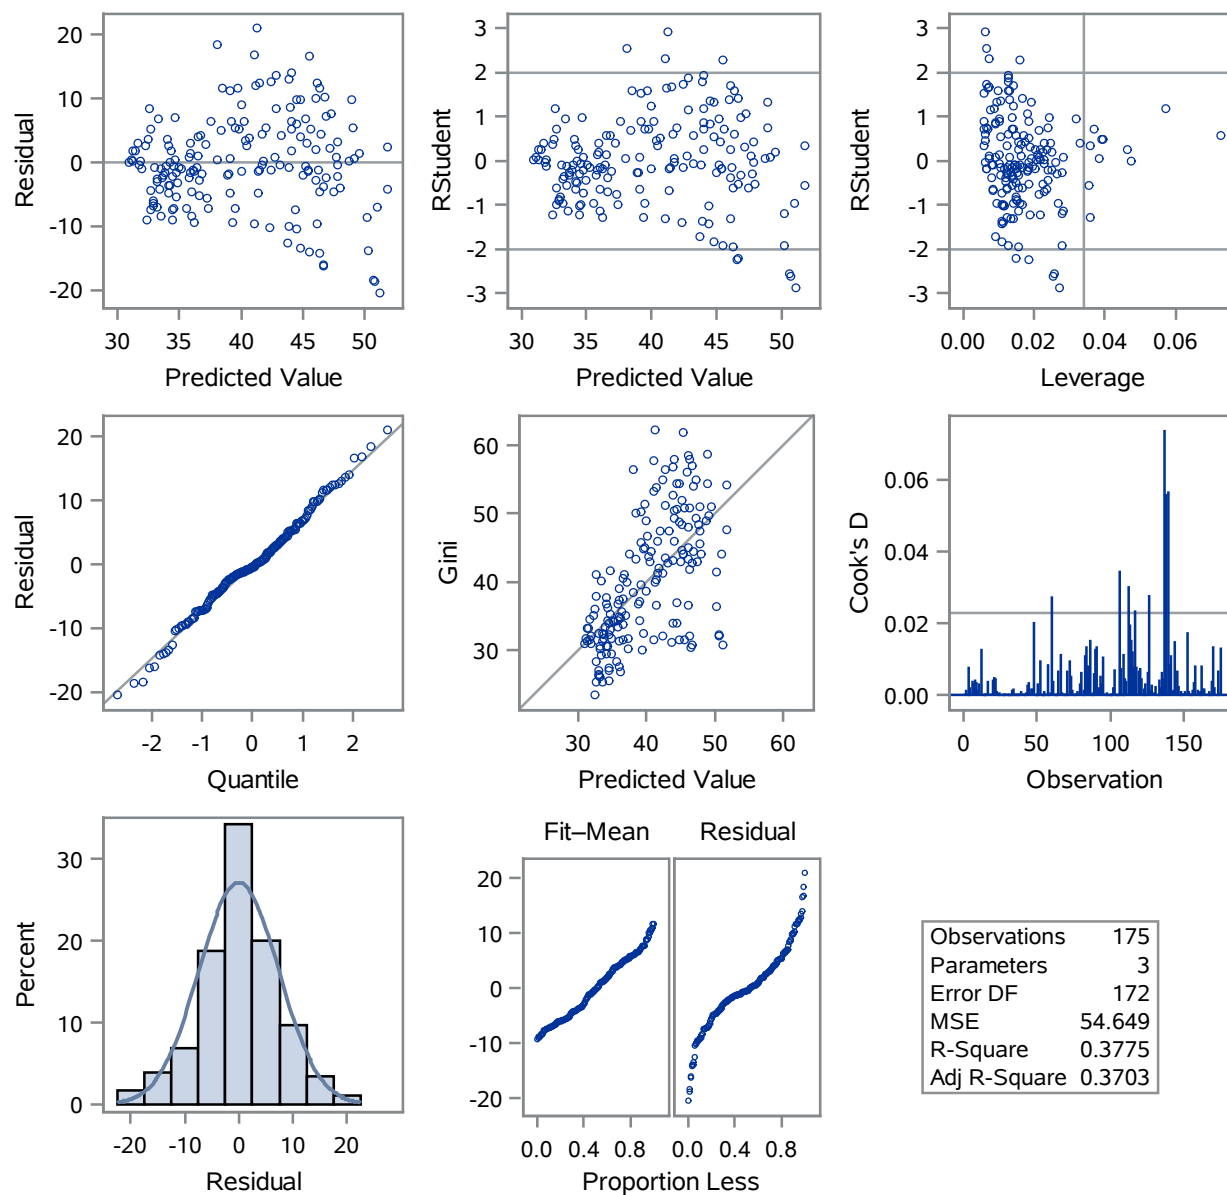 20
10
0
-10
-20
Residual
30 35 40 45 50
Predicted Value
3
2
1
0
-1
-2
-3
RStudent
30 35 40 45 50
Predicted Value
3
2
1
0
-1
-2
-3
RStudent
0.00 0.02 0.04 0.06
Leverage
20
10
0
-10
-20
Residual
-2 -1 0 1 2
Quantile
60
50
40
30
Gini
30 40 50 60
Predicted Value
0.06
0.04
0.02
0.00
Cook's D
0 50 100 150
Observation
30
20
10
0
Percent
-20 -10 0 10 20
Residual
Fit–Mean Residual
20
10
0
-10
-20
0.0 0.4 0.8 0.0 0.4 0.8
Proportion Less
Observations 175
Parameters 3
Error DF 172
MSE 54.649
R-Square 0.3775
Adj R-Square 0.3703